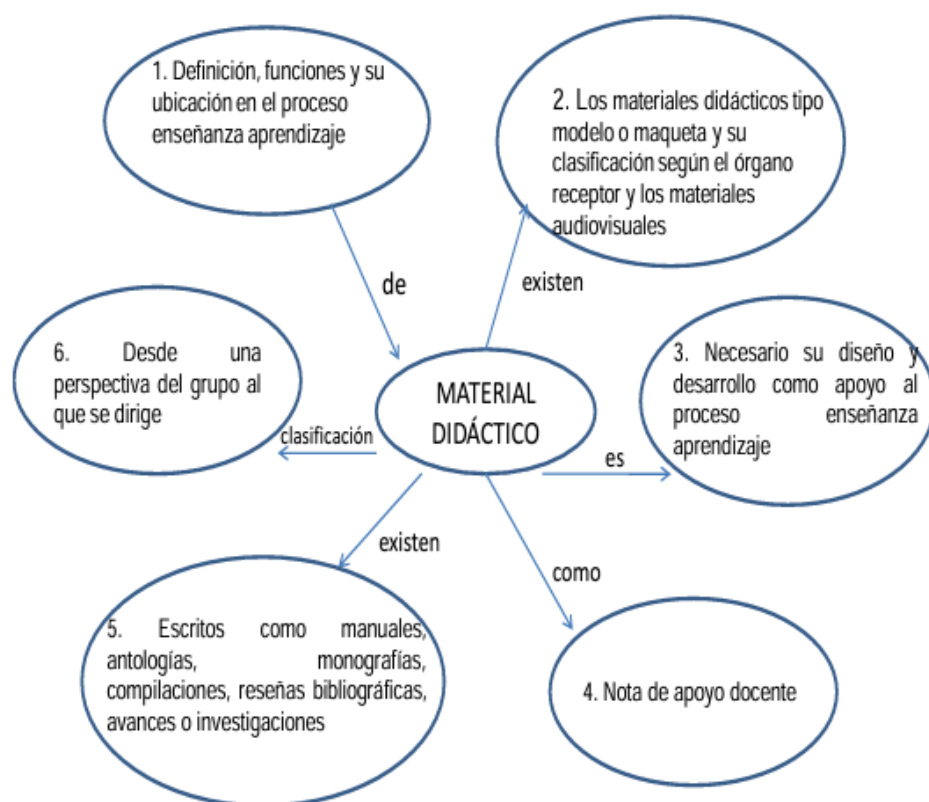 1. Definición, funciones y su
ubicación en el proceso
enseñanza aprendizaje
de
2. Los materiales didácticos tipo
modelo o maqueta y su
clasificación según el órgano
receptor y los materiales
audiovisuales
existen
MATERIAL
DIDÁCTICO
3. Necesario su diseño y
desarrollo como apoyo al
proceso enseñanza
aprendizaje
es
4. Nota de apoyo docente
como
5. Escritos como manuales,
antologías, monografías,
compilaciones, reseñas bibliográficas,
avances o investigaciones
existen
6. Desde una
perspectiva del grupo al
que se dirige
clasificación